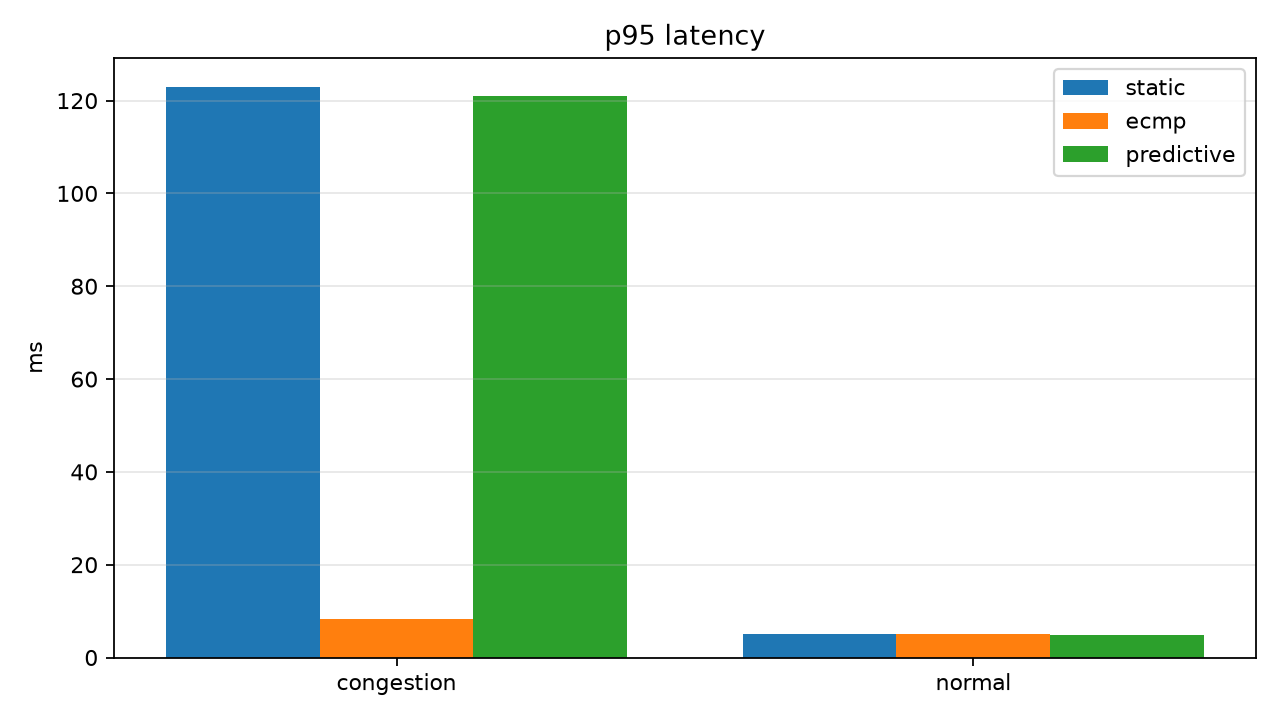 p95 latency
static
ecmp
predictive
ms
120
100
80
60
40
20
0
congestion
normal